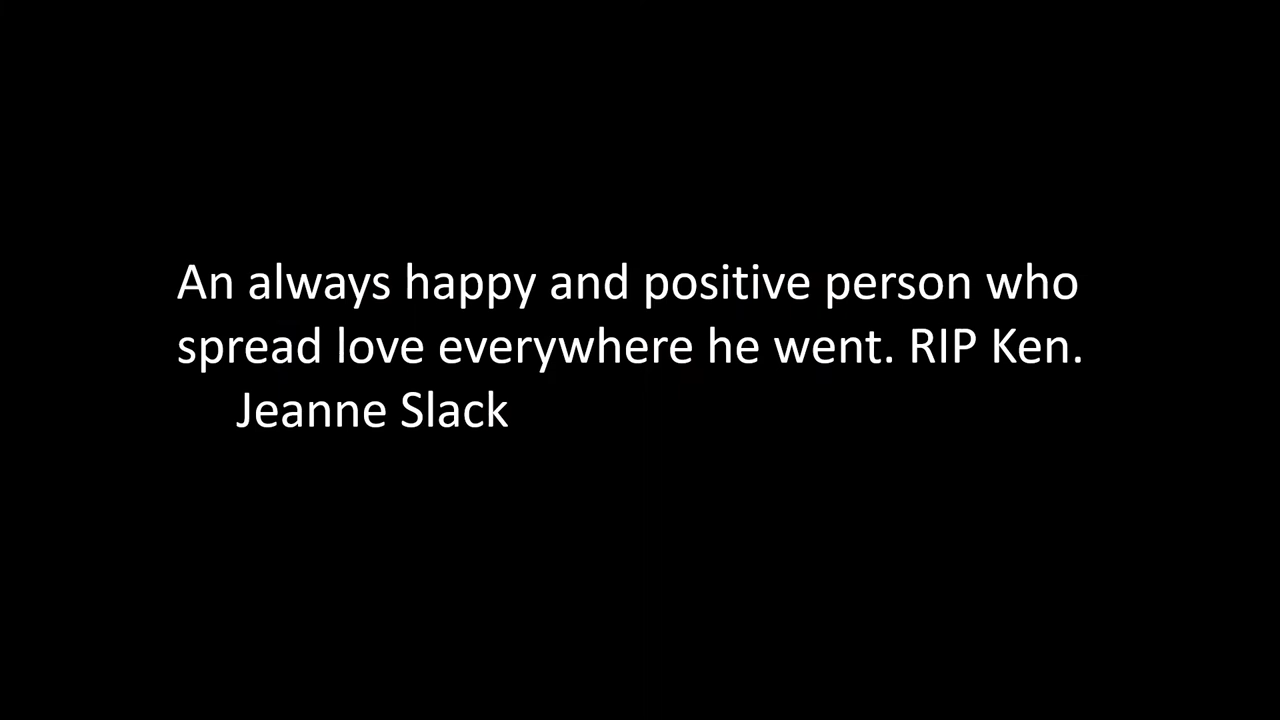 An always happy and positive person who
spread love everywhere he went. RIP Ken.
Jeanne Slack